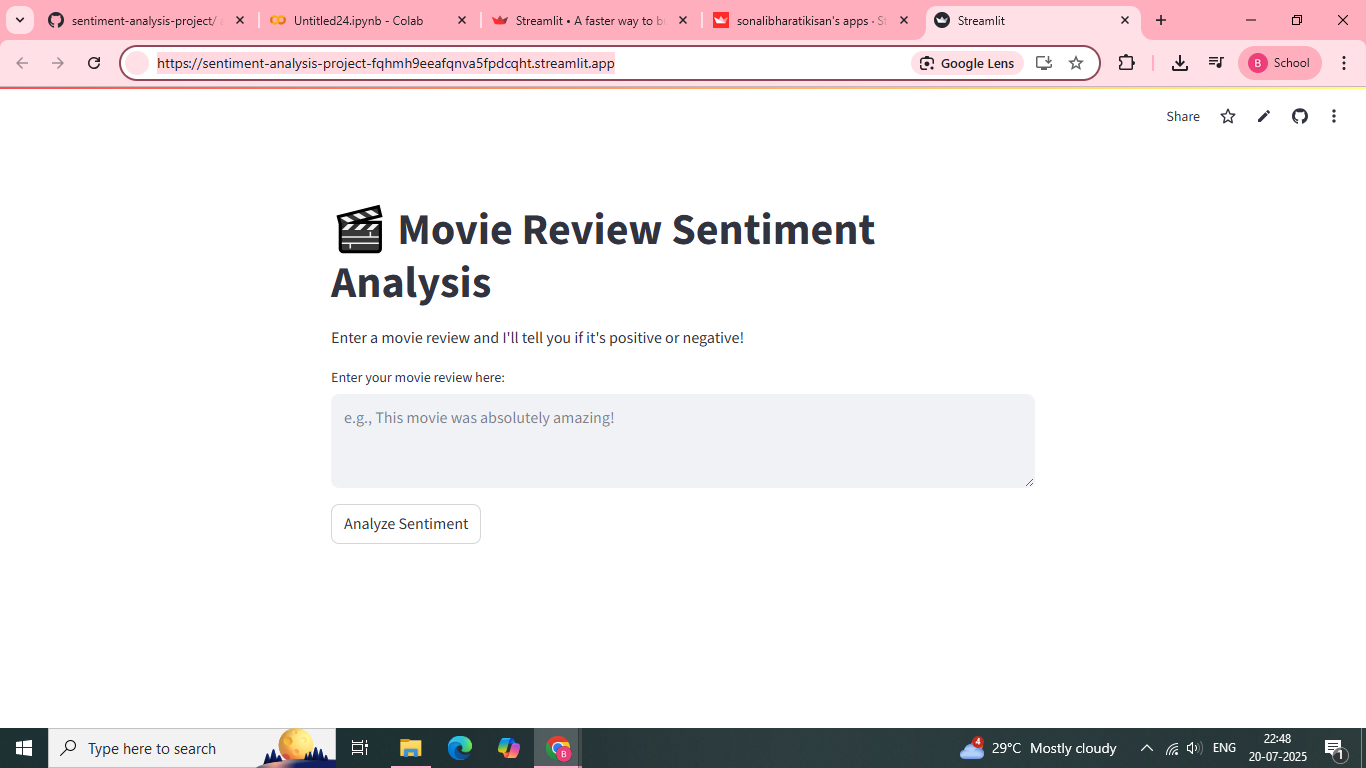 sentiment-analysis-project/
Untitled24.ipynb - Colab
Streamlit • A faster way to bu
sonalibharatikisan's apps · St
Streamlit
https://sentiment-analysis-project-fqhmh9eeafqnva5fpdcqht.streamlit.app
Google Lens
B
School
Share
Movie Review Sentiment
Analysis
Enter a movie review and I'll tell you if it's positive or negative!
Enter your movie review here:
e.g., This movie was absolutely amazing!
Analyze Sentiment
Type here to search
B
4
29°C Mostly cloudy
ENG
22:48
20-07-2025
1